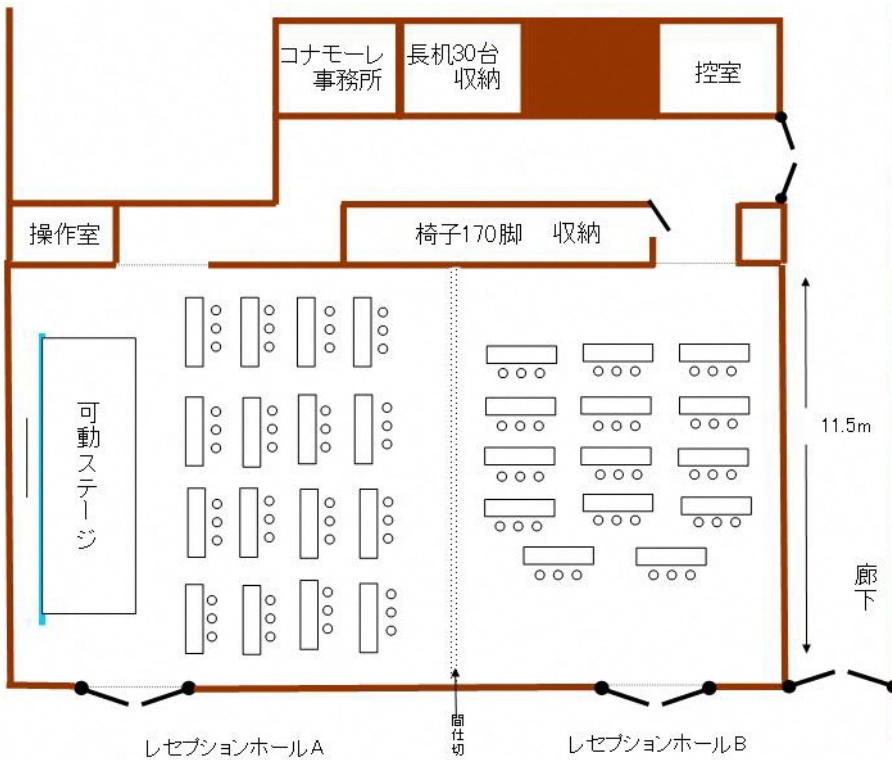 コナモーレ
事務所
長机30台
収納
控室
操作室
椅子170脚 収納
可動ステージ
11.5m
廊下
間仕切
レセプションホールA
レセプションホールB